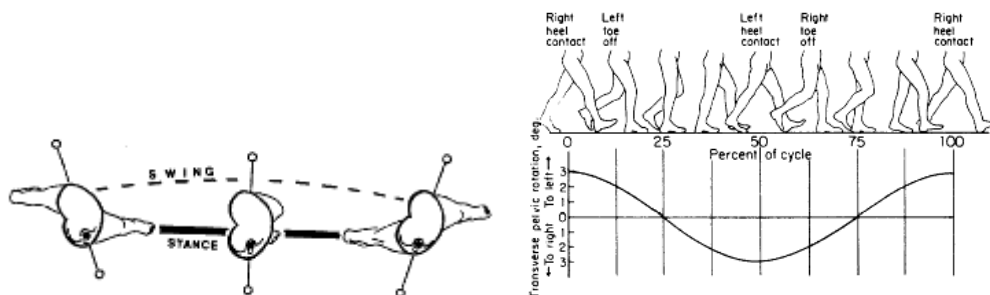 SWING
STANCE
Right Left Left Right Right
heel toe heel toe heel
contact off contact off contact
0 25 50 75 100
Percent of cycle
Transverse pelvic rotation, deg.
←To right To left→
3
2
1
0
1
2
3